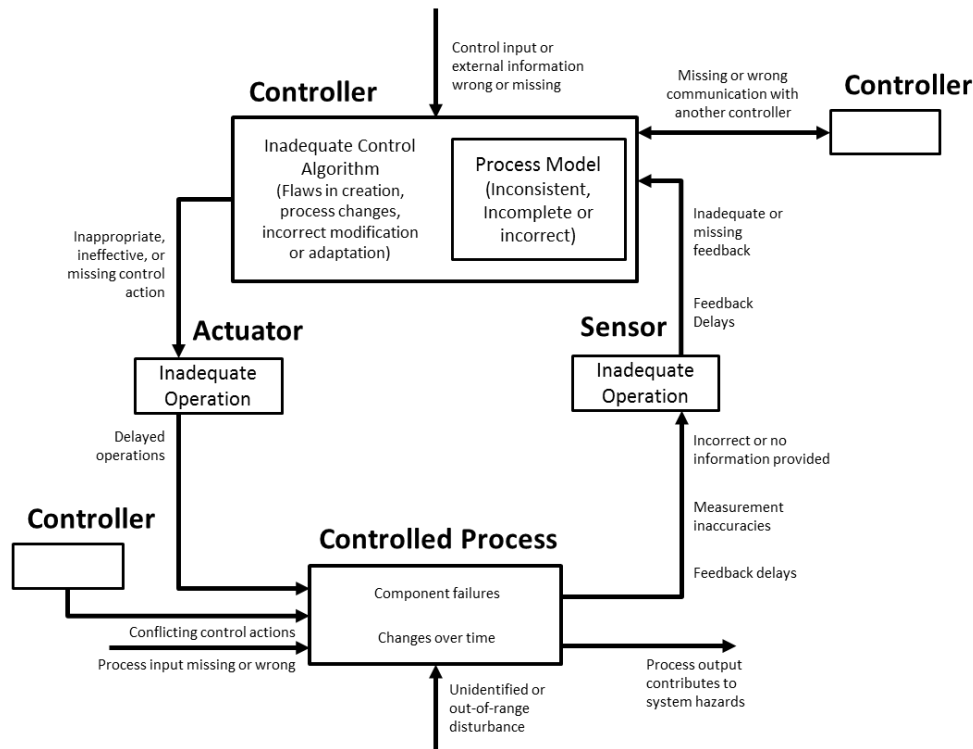 Control input or
external information
wrong or missing
Controller
Missing or wrong
communication with
another controller
Controller
Inadequate Control
Algorithm
(Flaws in creation,
process changes,
incorrect modification
or adaptation)
Process Model
(Inconsistent,
Incomplete or
incorrect)
Inappropriate,
ineffective, or
missing control
action
Inadequate or
missing
feedback
Feedback
Delays
Actuator
Inadequate
Operation
Sensor
Inadequate
Operation
Delayed
operations
Incorrect or no
information provided
Measurement
inaccuracies
Feedback delays
Controller
Controlled Process
Component failures
Changes over time
Conflicting control actions
Process input missing or wrong
Unidentified or
out-of-range
disturbance
Process output
contributes to
system hazards